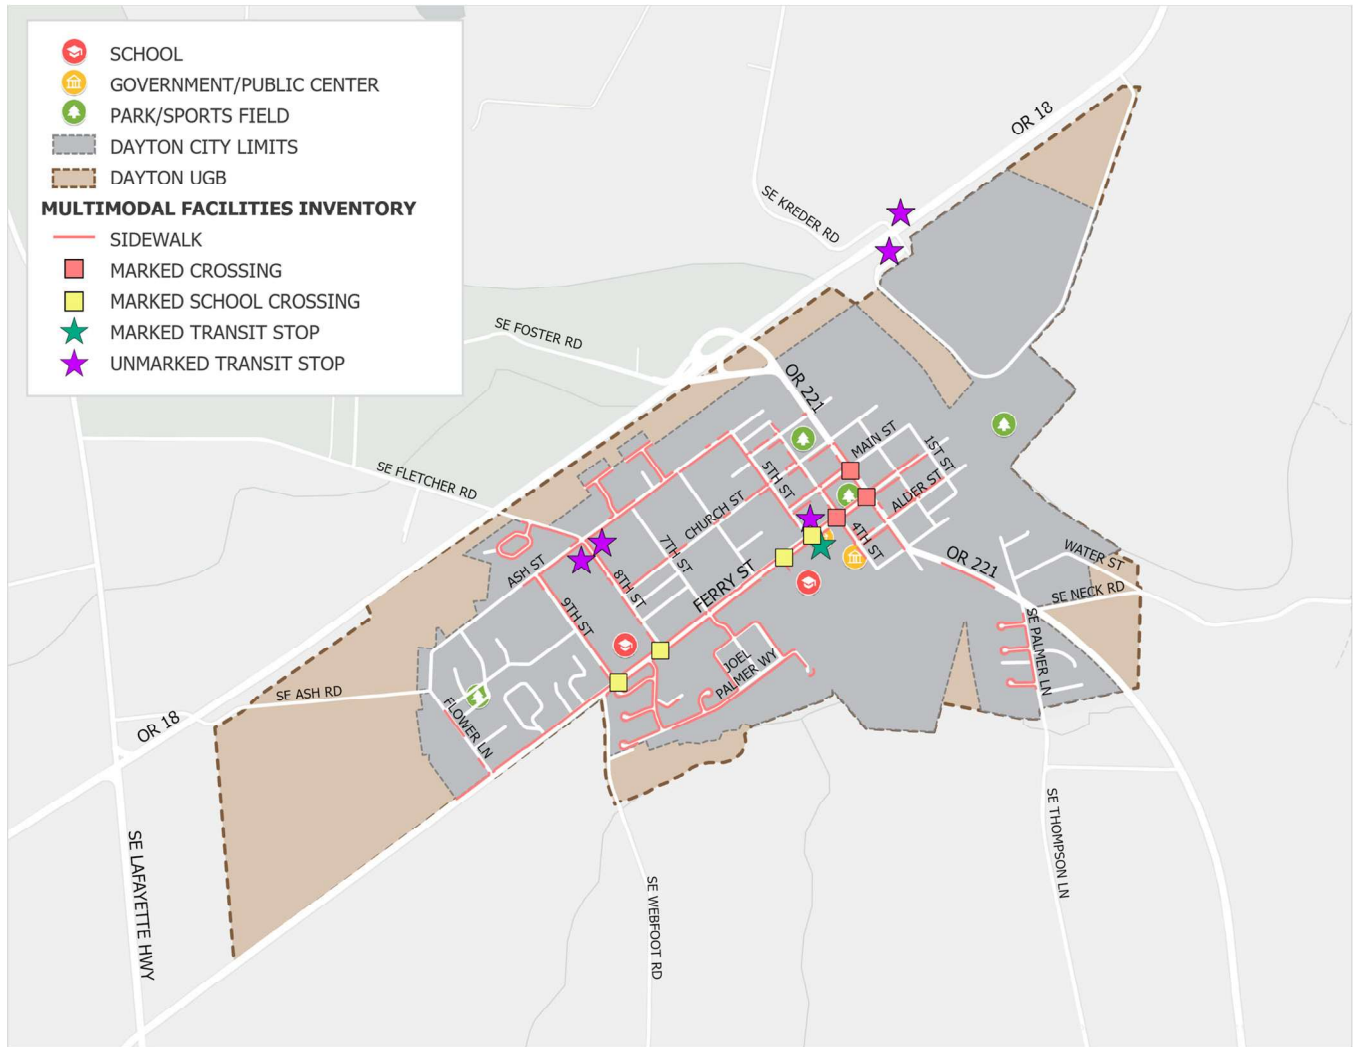 SCHOOL
GOVERNMENT/PUBLIC CENTER
PARK/SPORTS FIELD
DAYTON CITY LIMITS
DAYTON UGB
MULTIMODAL FACILITIES INVENTORY
SIDEWALK
MARKED CROSSING
MARKED SCHOOL CROSSING
MARKED TRANSIT STOP
UNMARKED TRANSIT STOP
OR 18
SE KREDER RD
SE FOSTER RD
OR 221
MAIN ST
1ST ST
SE FLETCHER RD
5TH ST
ALDER ST
CHURCH ST
4TH ST
7TH ST
OR 221
WATER ST
ASH ST
8TH ST
FERRY ST
SE NECK RD
9TH ST
SE PALMER LN
JOEL
PALMER WY
SE ASH RD
FLOWER LN
OR 18
SE LAFAYETTE HWY
SE THOMPSON LN
SE WEBFOOT RD